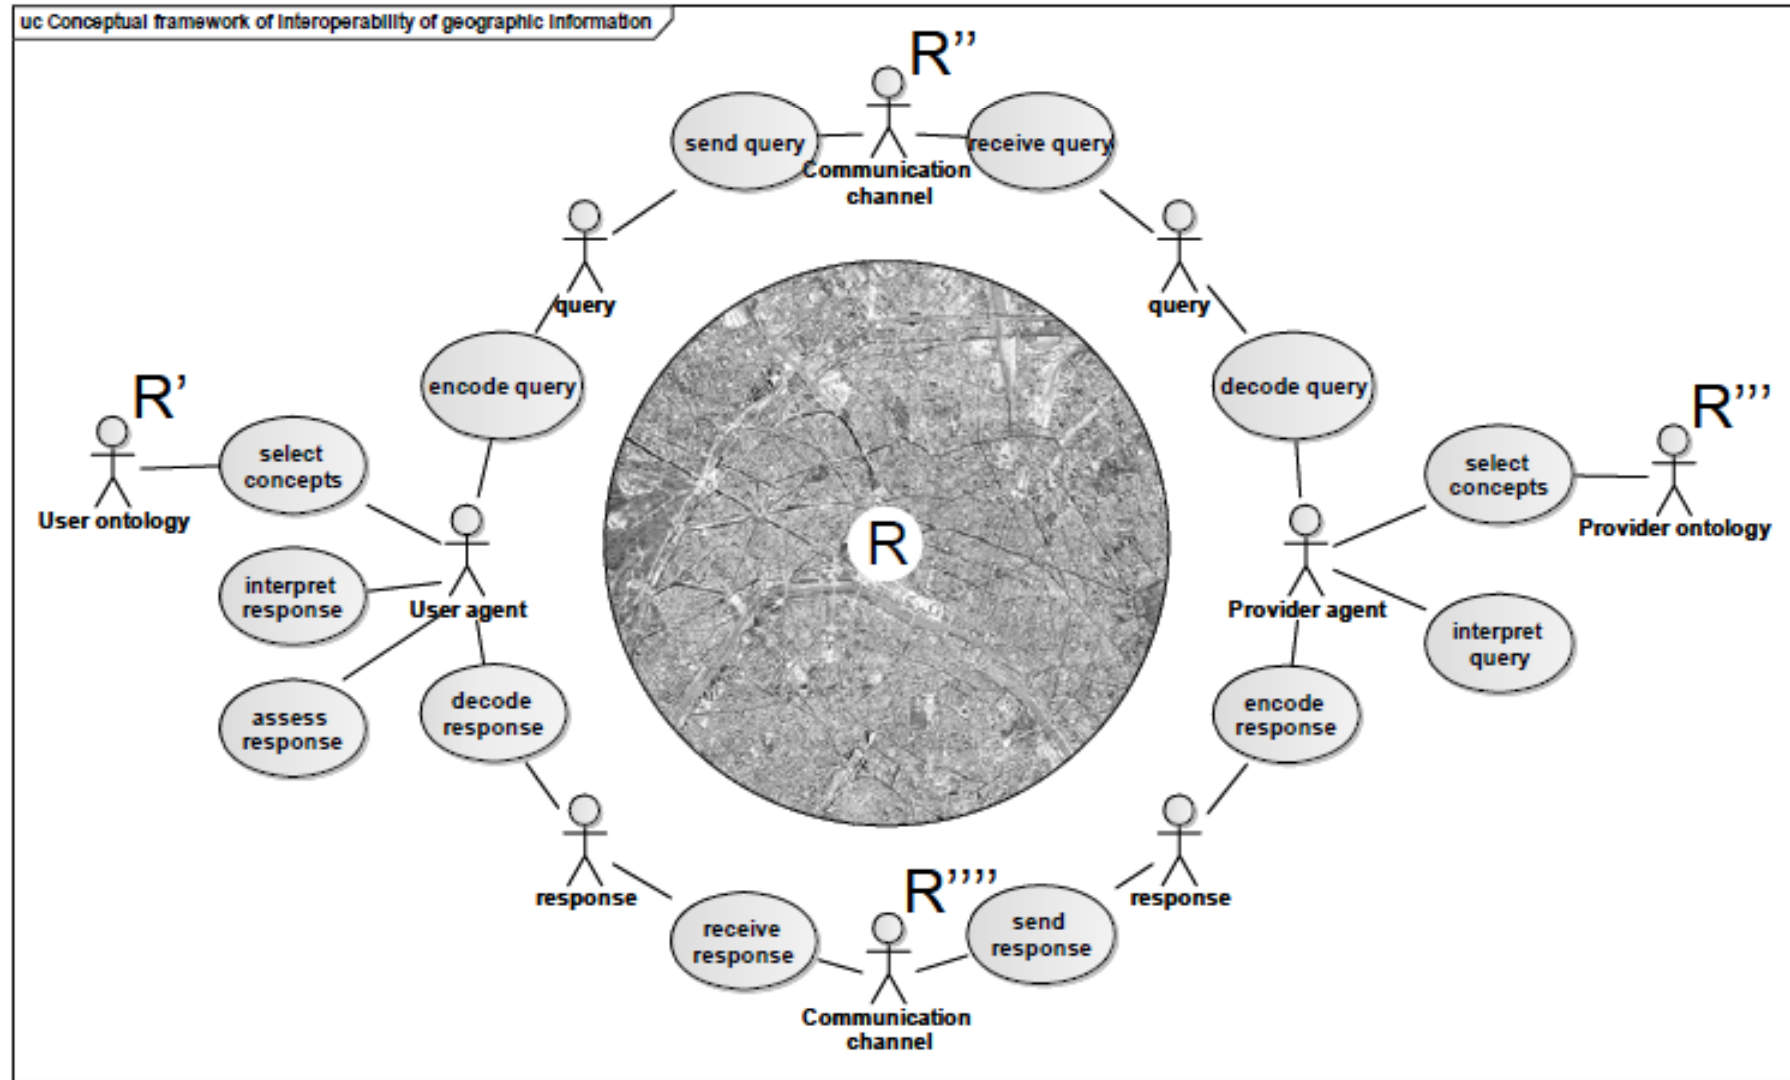 uc Conceptual framework of interoperability of geographic information
R’’
send query
receive query
Communication
channel
query
query
encode query
decode query
R’
R’’’
select
concepts
select
concepts
User ontology
Provider ontology
R
interpret
response
User agent
Provider agent
interpret
query
assess
response
decode
response
encode
response
response
response
R’’’’
receive
response
send
response
Communication
channel